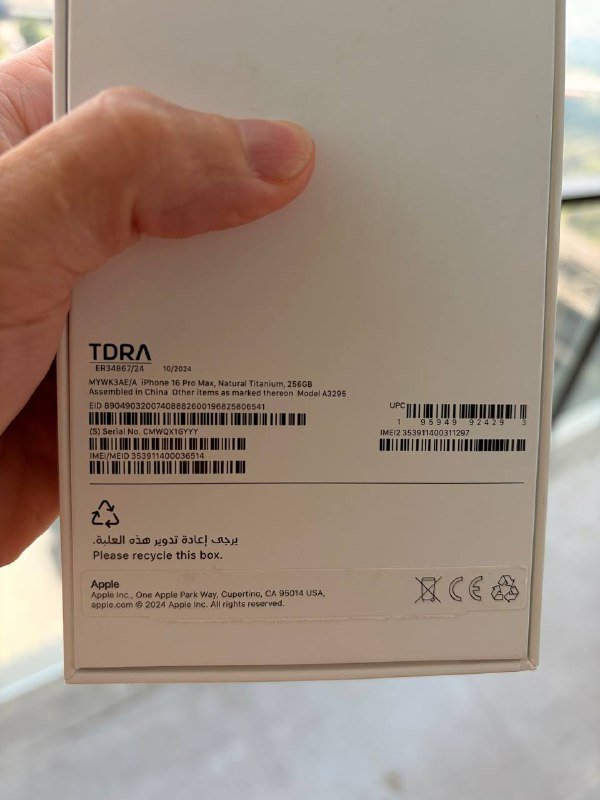 TDRA
ER34867/24 10/2024
MYWK3AE/A iPhone 16 Pro Max, Natural Titanium, 256GB
Assembled in China Other items as marked thereon Model A3295
EID 89049032007408882600196825806541
(S) Serial No. CMWQX1GYYY
IMEI/MEID 353911400036514
UPC
1 95949 92429 3
IMEI2 353911400311297
يرجى إعادة تدوير هذه العلبة.
Please recycle this box.
Apple
Apple Inc., One Apple Park Way, Cupertino, CA 95014 USA,
apple.com ℗ 2024 Apple Inc. All rights reserved.
CE